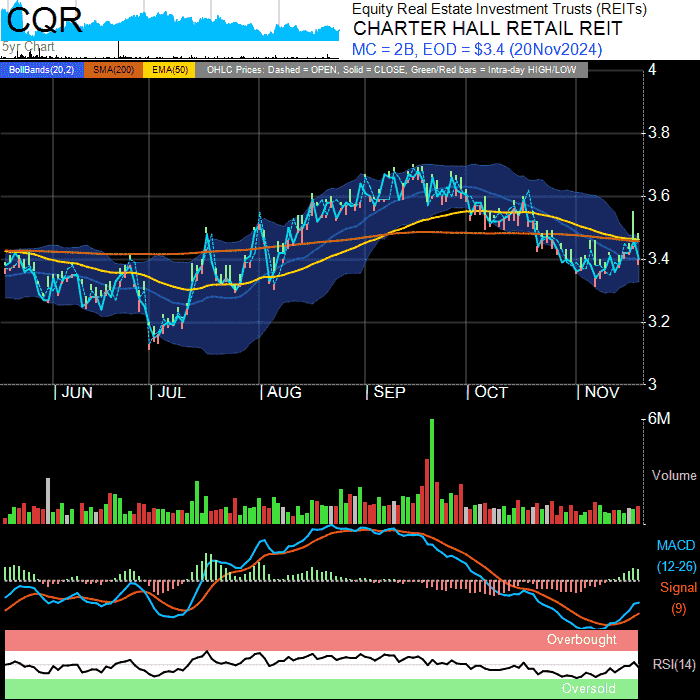 CQR
5yr Chart
Equity Real Estate Investment Trusts (REITs)
CHARTER HALL RETAIL REIT
MC = 2B, EOD = $3.4 (20Nov2024)
BollBands(20,2) SMA(200) EMA(50) OHLC Prices: Dashed = OPEN, Solid = CLOSE, Green/Red bars = Intra-day HIGH/LOW
4
3.8
3.6
3.4
3.2
3
JUN JUL AUG SEP OCT NOV
6M
Volume
MACD
(12-26)
Signal
(9)
Overbought
RSI(14)
Oversold